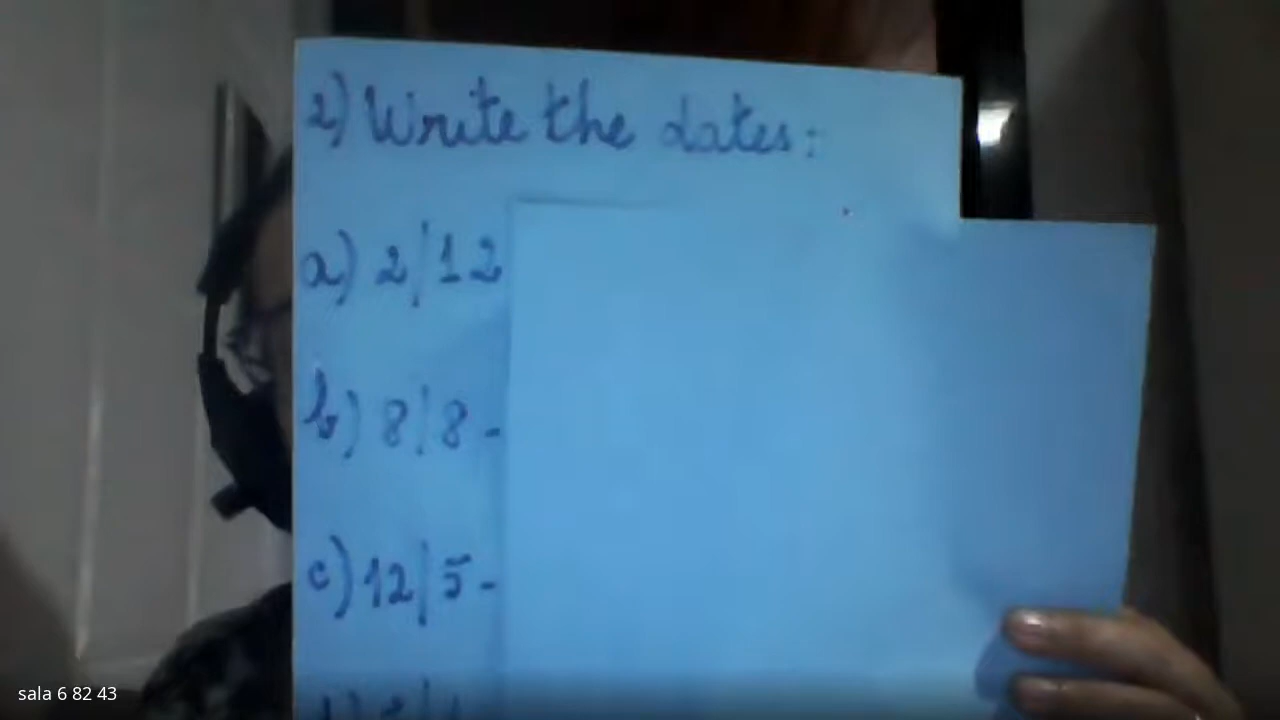 2) Write the dates:
a) 2/12
b) 8/8 -
c) 12/5 -
sala 6 82 43